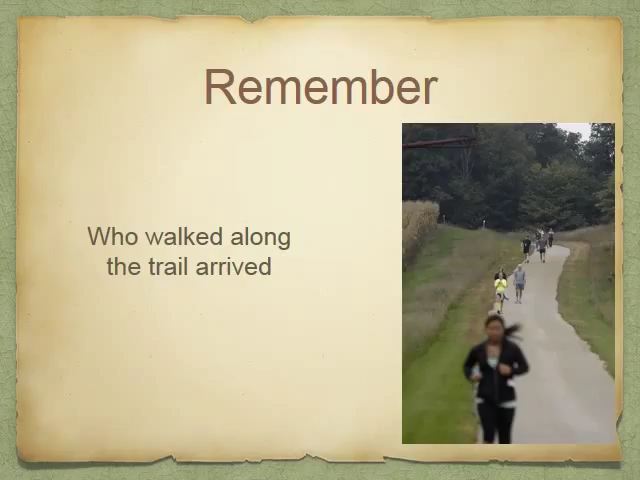 Remember
Who walked along
the trail arrived